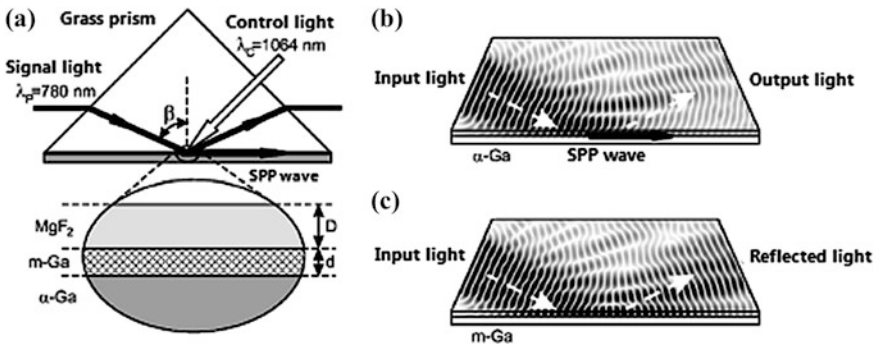 (a)
Grass prism
Control light
λC=1064 nm
Signal light
λP=780 nm
β
SPP wave
MgF2
D
m-Ga
d
α-Ga
(b)
Input light
Output light
α-Ga
SPP wave
(c)
Input light
Reflected light
m-Ga